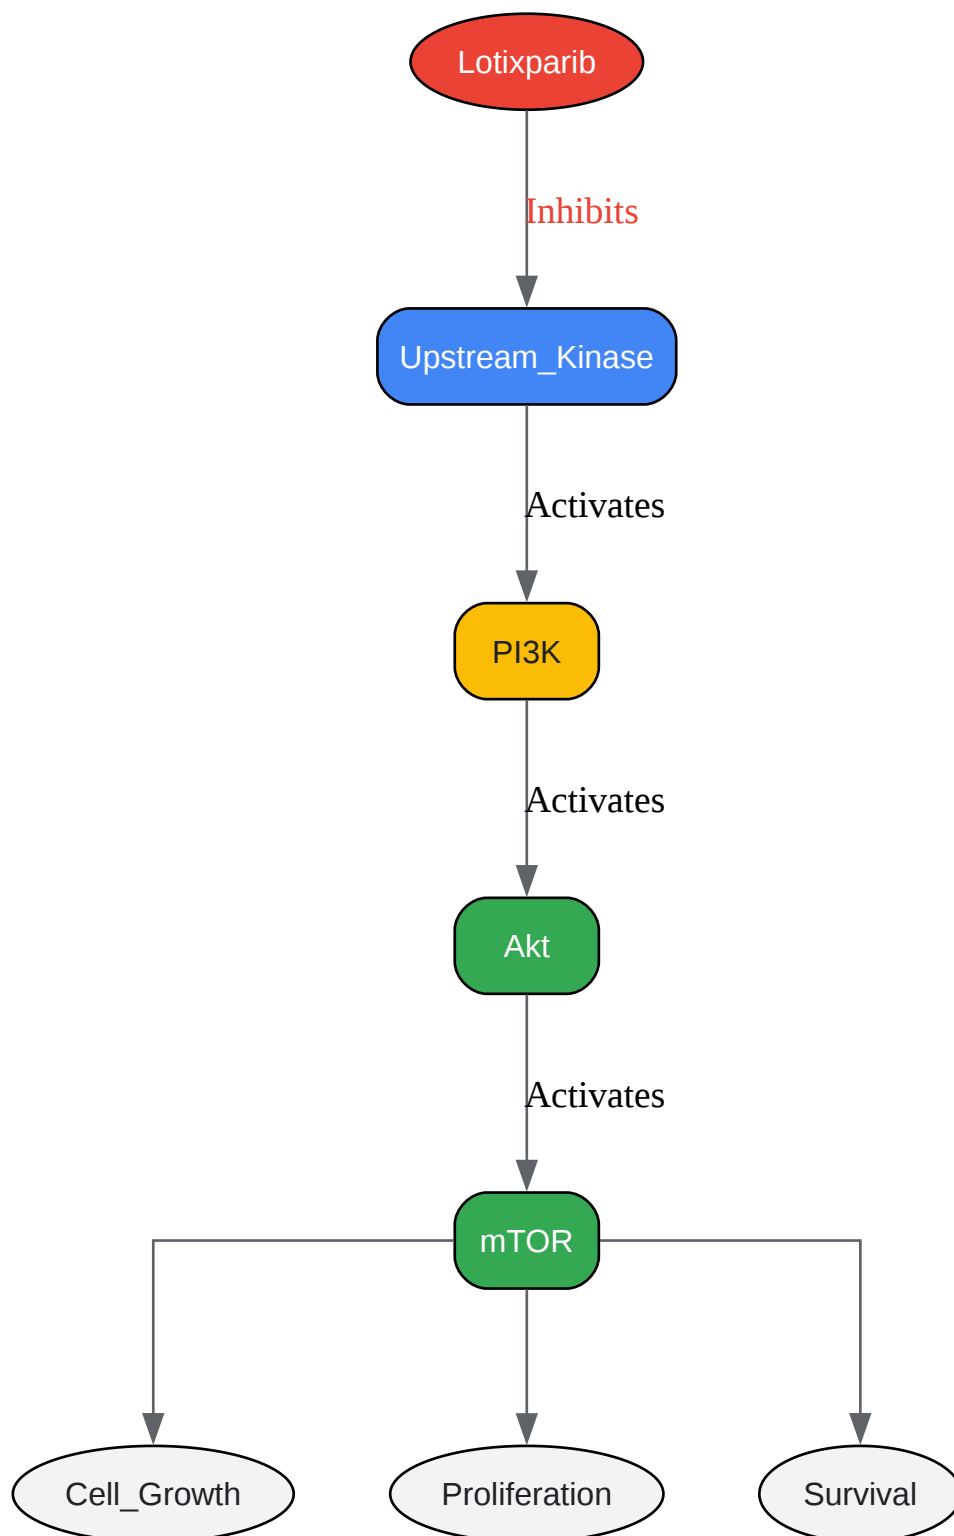 Lotixparib
Inhibits
Upstream_Kinase
Activates
PI3K
Activates
Akt
Activates
mTOR
Cell_Growth
Proliferation
Survival